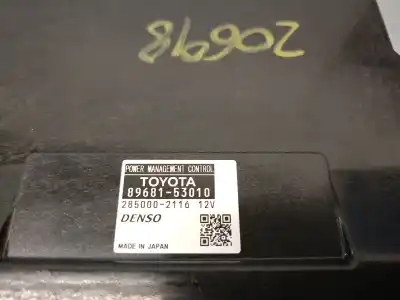 206918
POWER MANAGEMENT CONTROL
TOYOTA
89681-53010
285000-2116 12V
DENSO
MADE IN JAPAN